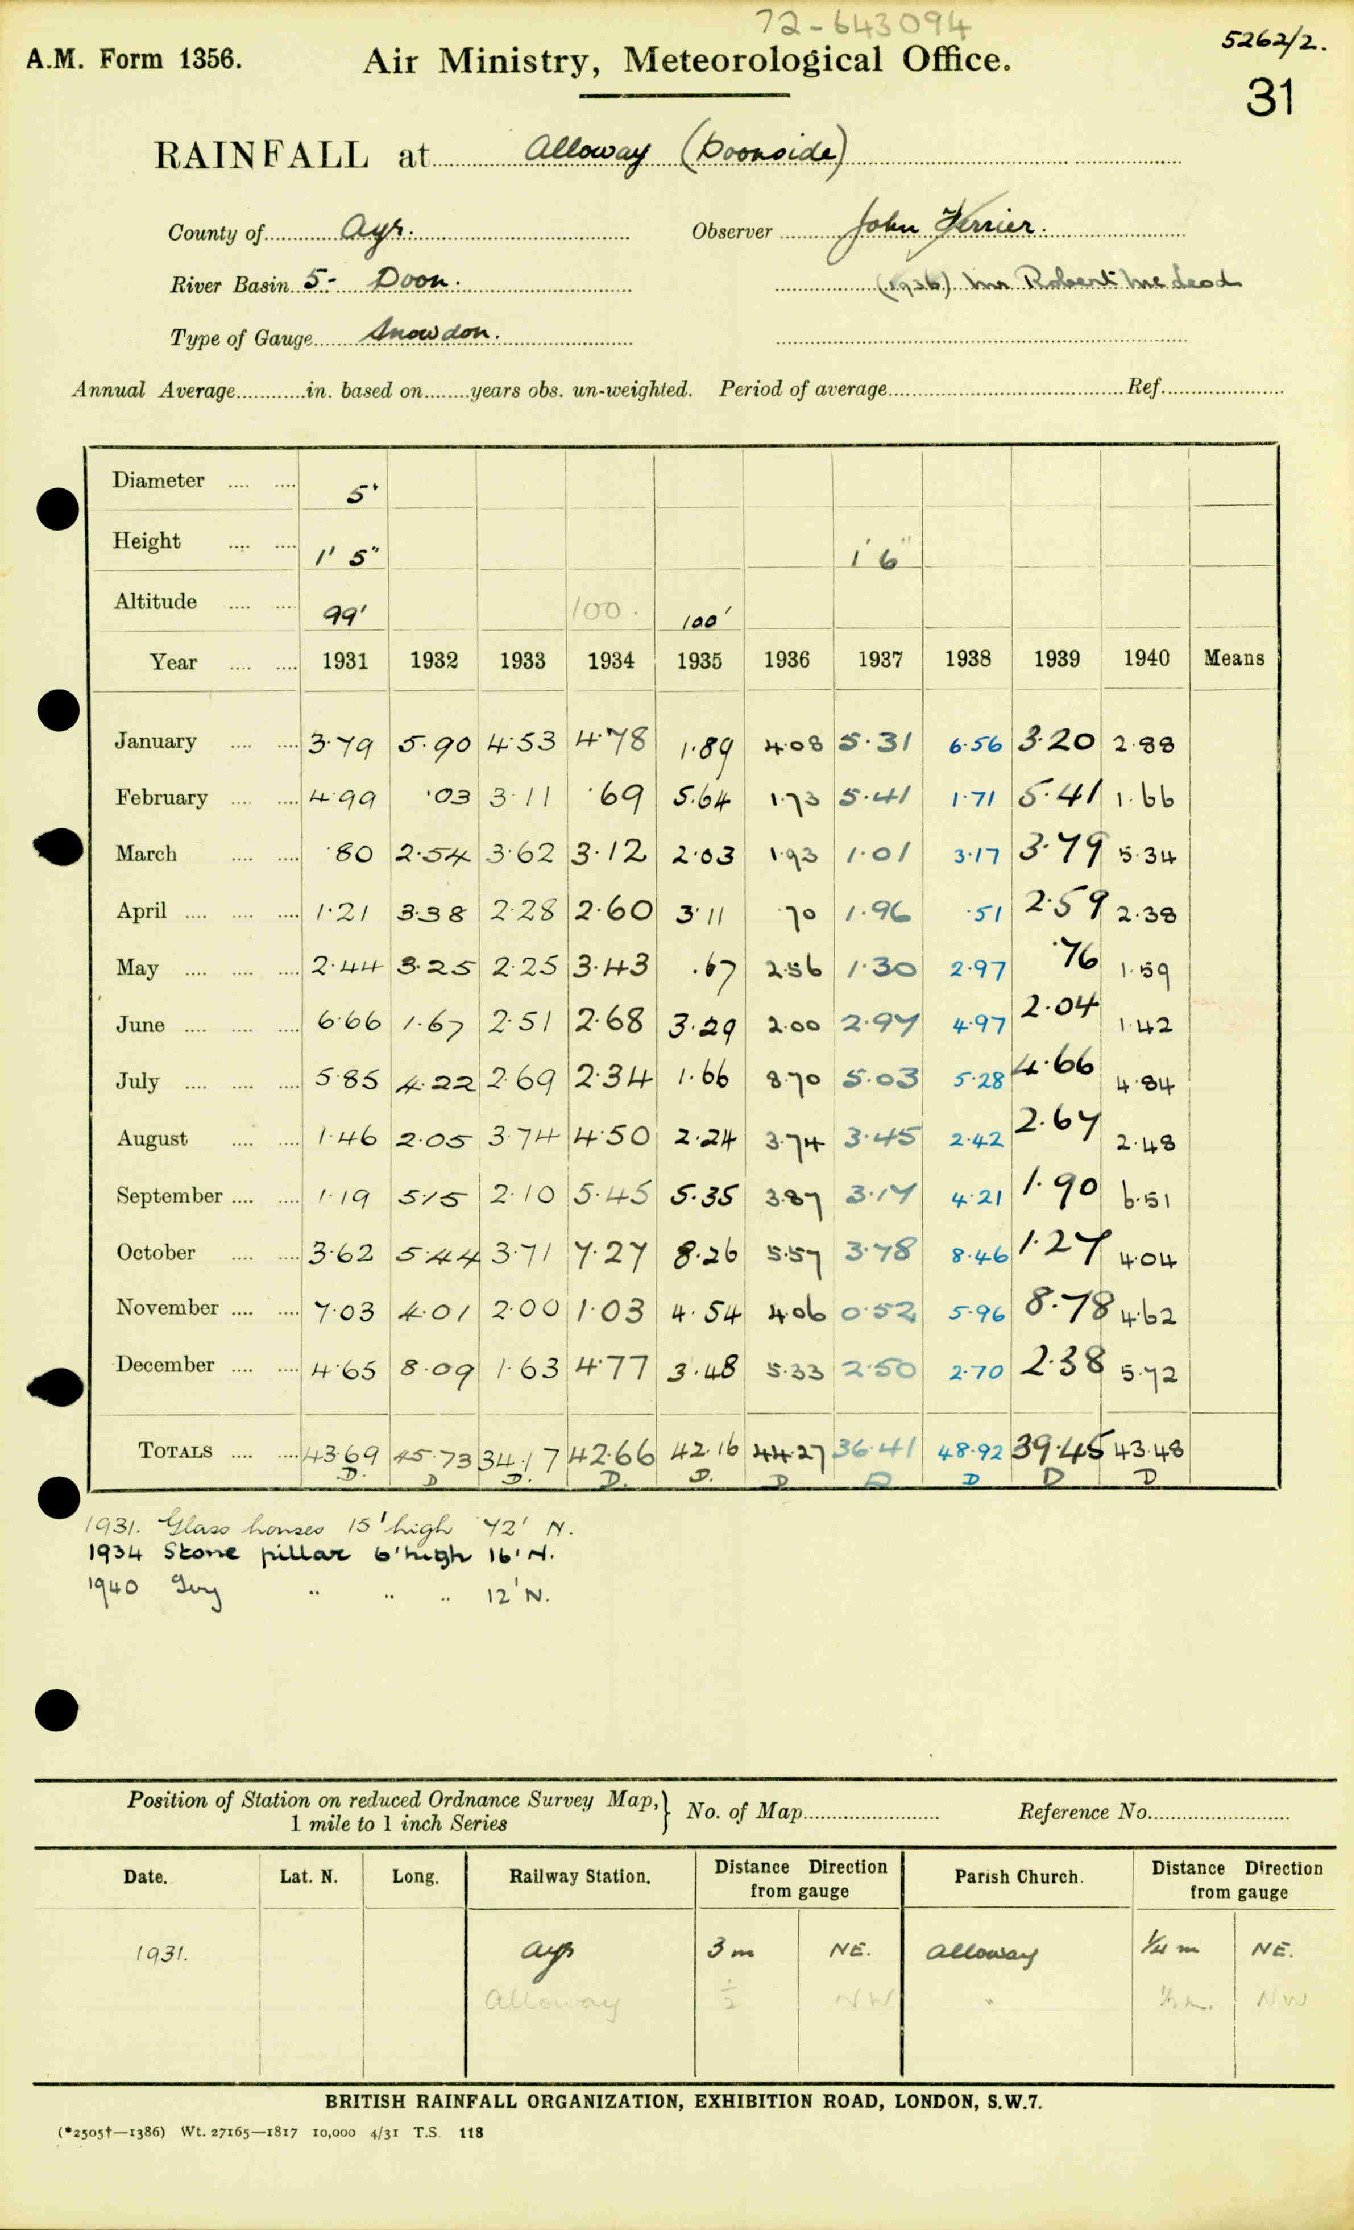 72-643094
5262/2.
A.M. Form 1356. Air Ministry, Meteorological Office.
31
RAINFALL at Alloway (Doonside)
County of Ayr. Observer John Ferrier.
River Basin 5- Doon. (1936) Mr Robert McLeod
Type of Gauge Snowdon.
Annual Average in. based on years obs. un-weighted. Period of average Ref.
Diameter 5"
Height 1' 5" 1' 6"
Altitude 99' 100. 100'
Year 1931 1932 1933 1934 1935 1936 1937 1938 1939 1940 Means
January 3.79 5.90 4.53 4.78 1.89 4.08 5.31 6.56 3.20 2.88
February 4.99 .03 3.11 .69 5.64 1.73 5.41 1.71 5.41 1.66
March .80 2.54 3.62 3.12 2.03 1.93 1.01 3.17 3.79 5.34
April 1.21 3.38 2.28 2.60 3.11 .70 1.96 .51 2.59 2.38
May 2.44 3.25 2.25 3.43 .67 2.56 1.30 2.97 .76 1.59
June 6.66 1.67 2.51 2.68 3.29 2.00 2.97 4.97 2.04 1.42
July 5.85 4.22 2.69 2.34 1.66 8.70 5.03 5.28 4.66 4.84
August 1.46 2.05 3.74 4.50 2.24 3.74 3.45 2.42 2.67 2.48
September 1.19 5.15 2.10 5.45 5.35 3.87 3.17 4.21 1.90 6.51
October 3.62 5.44 3.71 7.27 8.26 5.57 3.78 8.46 1.27 4.04
November 7.03 4.01 2.00 1.03 4.54 4.06 0.52 5.96 8.78 4.62
December 4.65 8.09 1.63 4.77 3.48 5.33 2.50 2.70 2.38 5.72
TOTALS 43.69 45.73 34.17 42.66 42.16 44.27 36.41 48.92 39.45 43.48
D. D D. D. D. D D D D D
1931. Glass houses 15' high 42' N.
1934 Stone pillar 6' high 16' N.
1940 Ivy " " " 12' N.
Position of Station on reduced Ordnance Survey Map, } No. of Map Reference No.
1 mile to 1 inch Series
Date. Lat. N. Long. Railway Station. Distance Direction from gauge Parish Church. Distance Direction from gauge
1931. Ayr 3 m NE. Alloway ¼ m NE.
Alloway ½ NW " ½ m. NW
BRITISH RAINFALL ORGANIZATION, EXHIBITION ROAD, LONDON, S.W.7.
(*2505†—1386) Wt. 27165—1817 10,000 4/31 T.S. 118